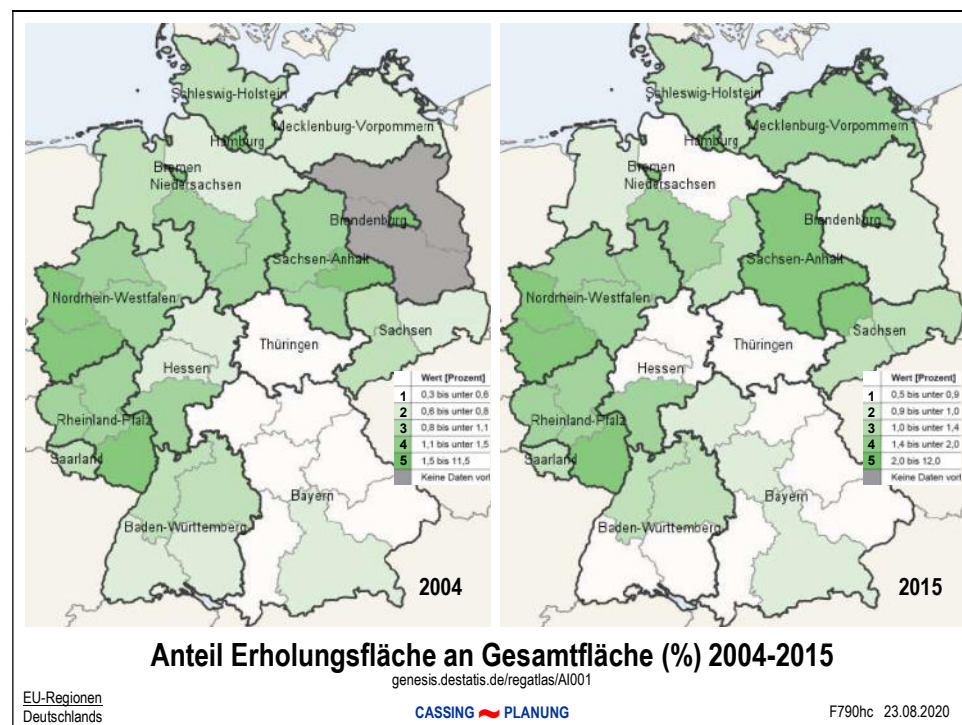 Schleswig-Holstein
Mecklenburg-Vorpommern
Hamburg
Bremen
Niedersachsen
Brandenburg
Sachsen-Anhalt
Nordrhein-Westfalen
Sachsen
Thüringen
Hessen
Rheinland-Pfalz
Saarland
Bayern
Baden-Württemberg
Wert [Prozent]
1 0,3 bis unter 0,6
2 0,6 bis unter 0,8
3 0,8 bis unter 1,1
4 1,1 bis unter 1,5
5 1,5 bis 11,5
Keine Daten vorl
2004
Schleswig-Holstein
Mecklenburg-Vorpommern
Hamburg
Bremen
Niedersachsen
Brandenburg
Sachsen-Anhalt
Nordrhein-Westfalen
Sachsen
Thüringen
Hessen
Rheinland-Pfalz
Saarland
Bayern
Baden-Württemberg
Wert [Prozent]
1 0,5 bis unter 0,9
2 0,9 bis unter 1,0
3 1,0 bis unter 1,4
4 1,4 bis unter 2,0
5 2,0 bis 12,0
Keine Daten vorl
2015
Anteil Erholungsfläche an Gesamtfläche (%) 2004-2015
genesis.destatis.de/regatlas/AI001
EU-Regionen
Deutschlands
CASSING PLANUNG
F790hc 23.08.2020